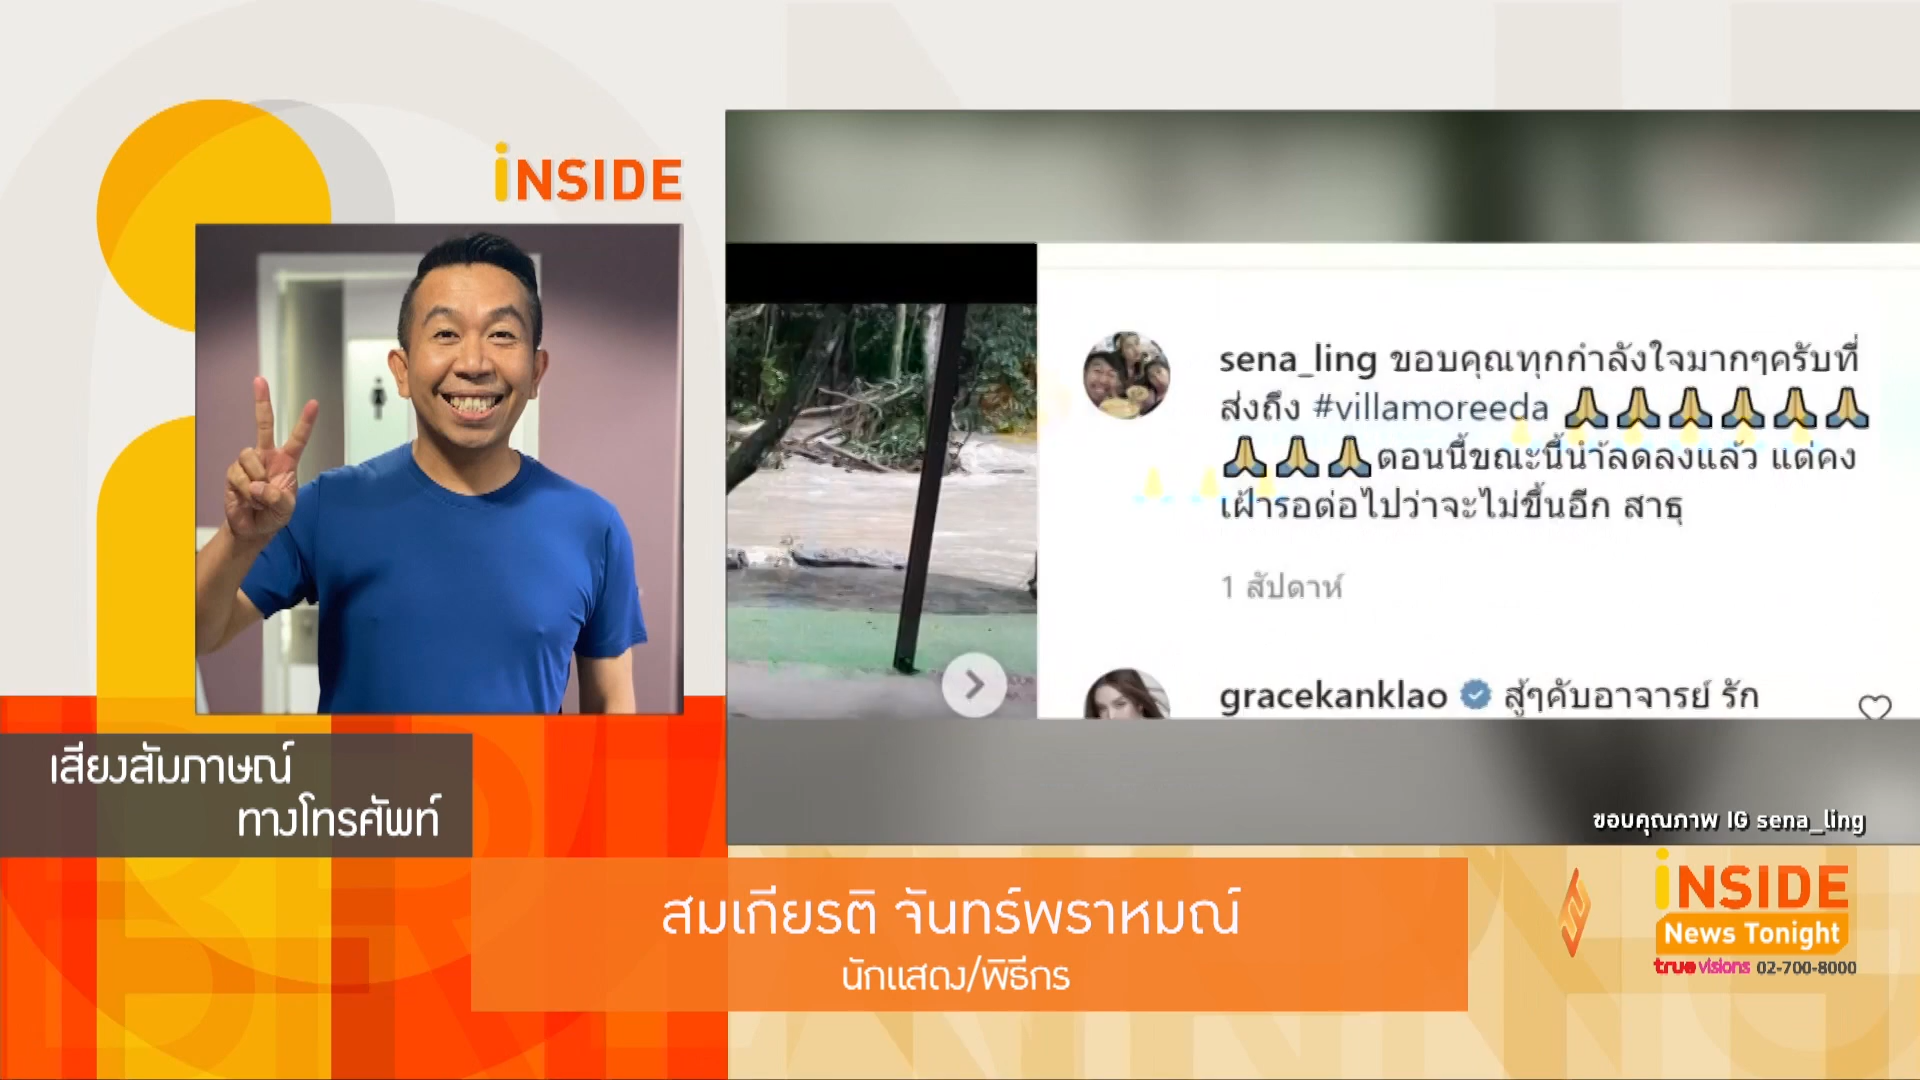 iNSIDE
sena_ling ขอบคุณทุกกำลังใจมากๆครับที่
ส่งถึง #villamoreeda 🙏🙏🙏🙏🙏🙏
🙏🙏🙏ตอนนี้ขณะนี้น้ำลดลงแล้ว แต่คง
เฝ้ารอต่อไปว่าจะไม่ขึ้นอีก สาธุ
1 สัปดาห์
gracekanklao สู้ๆคับอาจารย์ รัก
เสียงสัมภาษณ์
ทางโทรศัพท์
ขอบคุณภาพ IG sena_ling
สมเกียรติ จันทร์พราหมณ์
นักแสดง/พิธีกร
iNSIDE
News Tonight
truevisions 02-700-8000